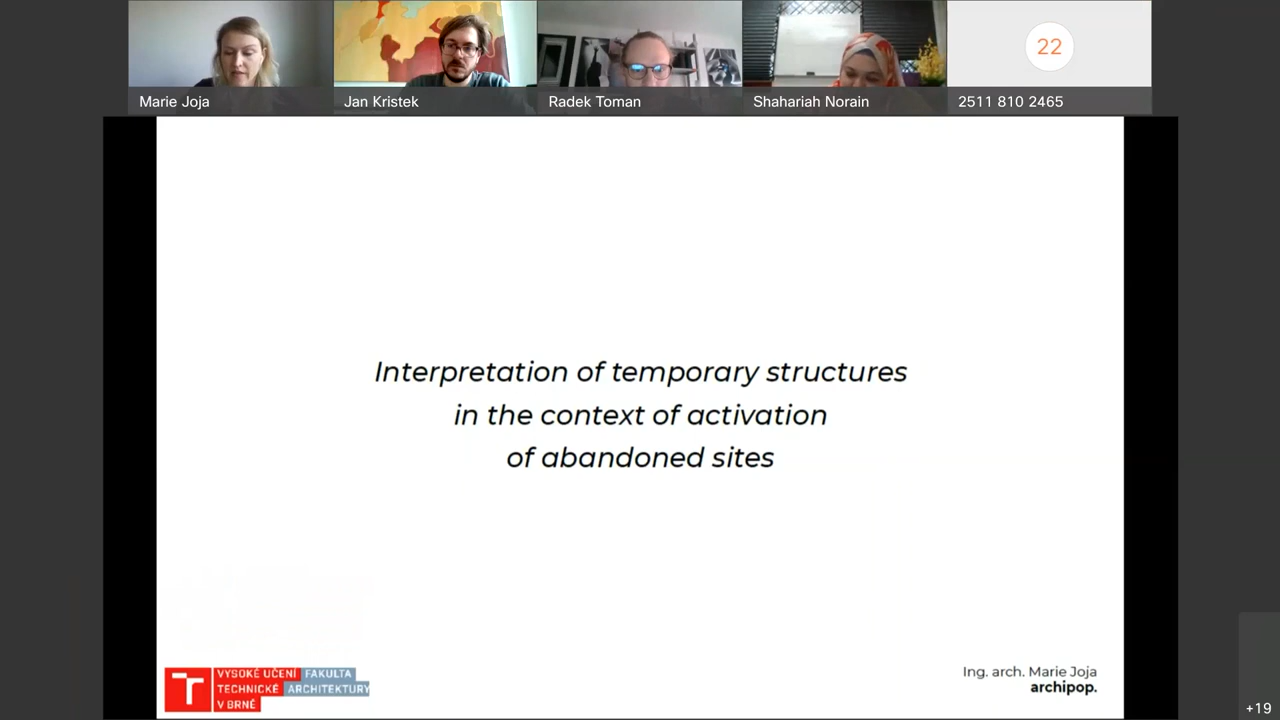 22
Marie Joja
Jan Kristek
Radek Toman
Shahariah Norain
2511 810 2465
Interpretation of temporary structures
in the context of activation
of abandoned sites
VYSOKÉ UČENÍ FAKULTA
TECHNICKÉ ARCHITEKTURY
V BRNĚ
Ing. arch. Marie Joja
archipop.
+19